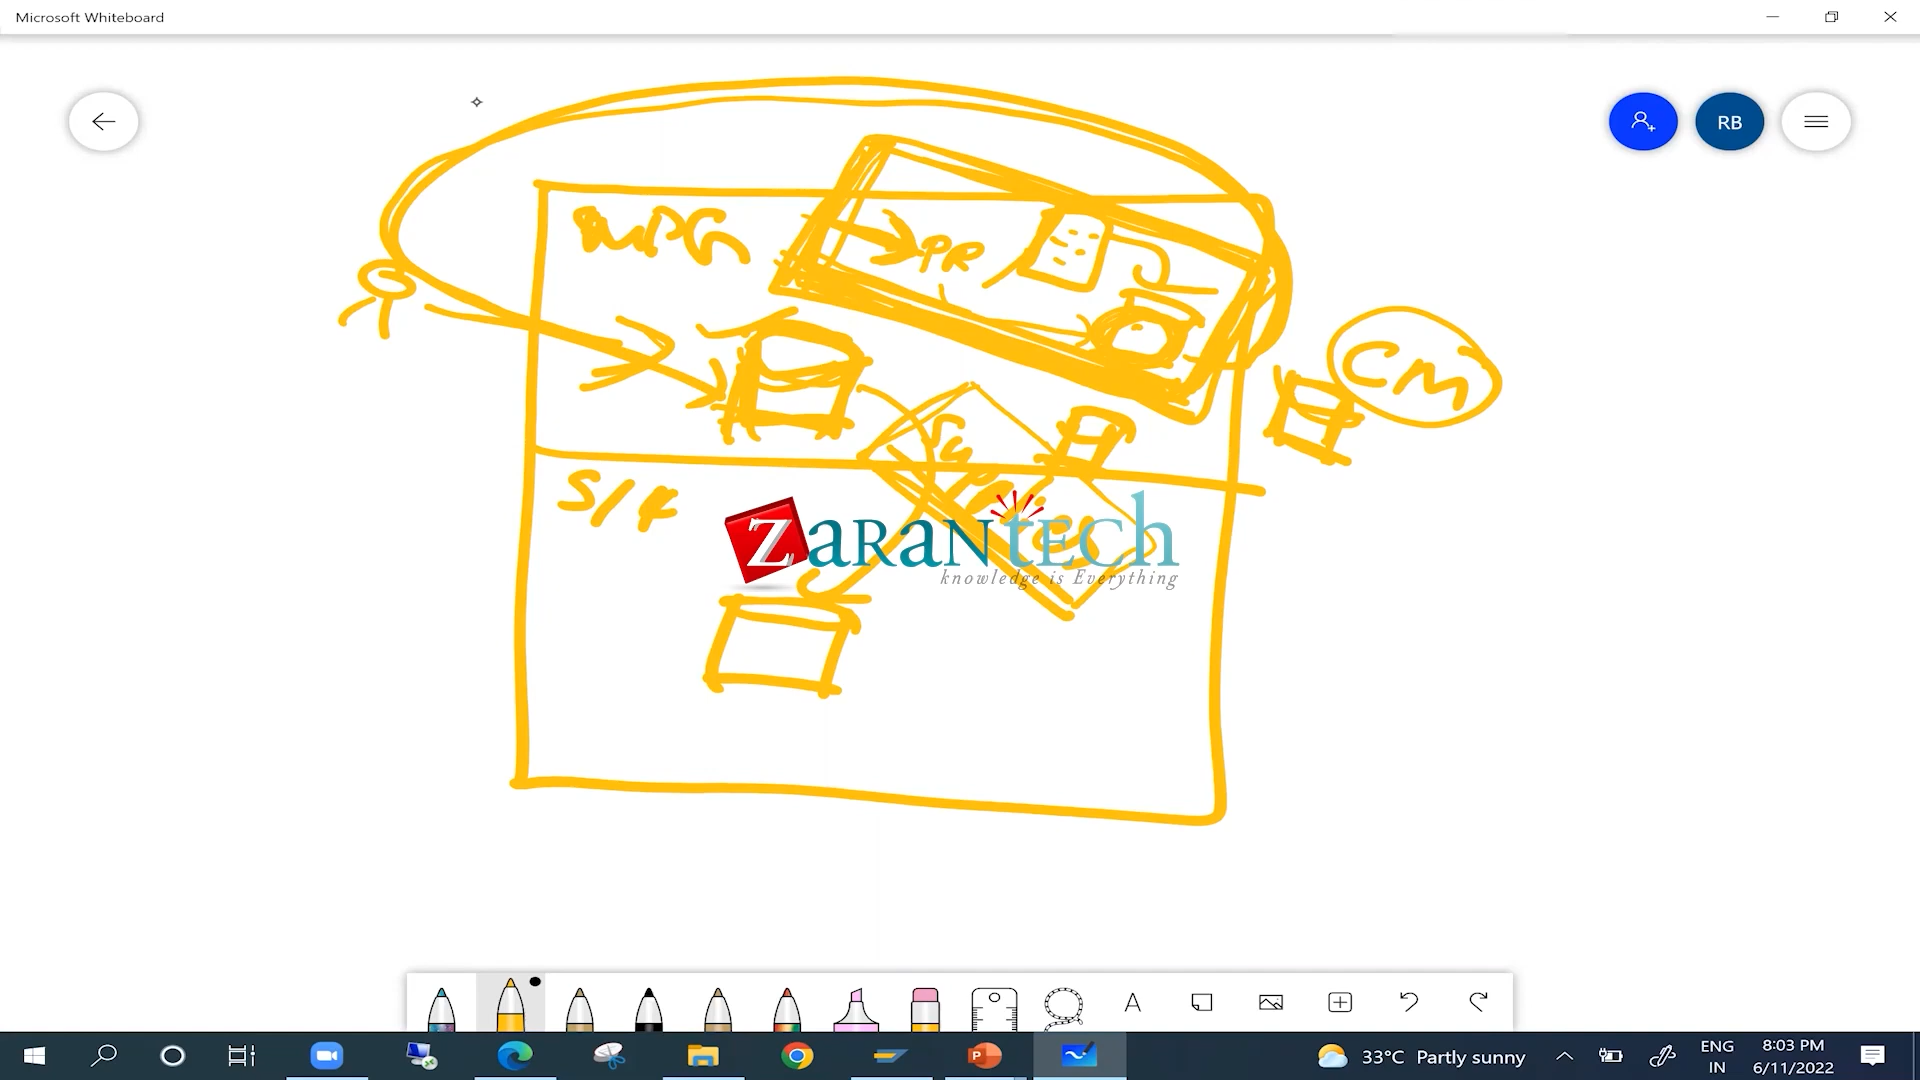 Microsoft Whiteboard
RB
PR
CM
S/4
ZaranTech
knowledge is Everything
A
33°C Partly sunny
ENG
IN
8:03 PM
6/11/2022